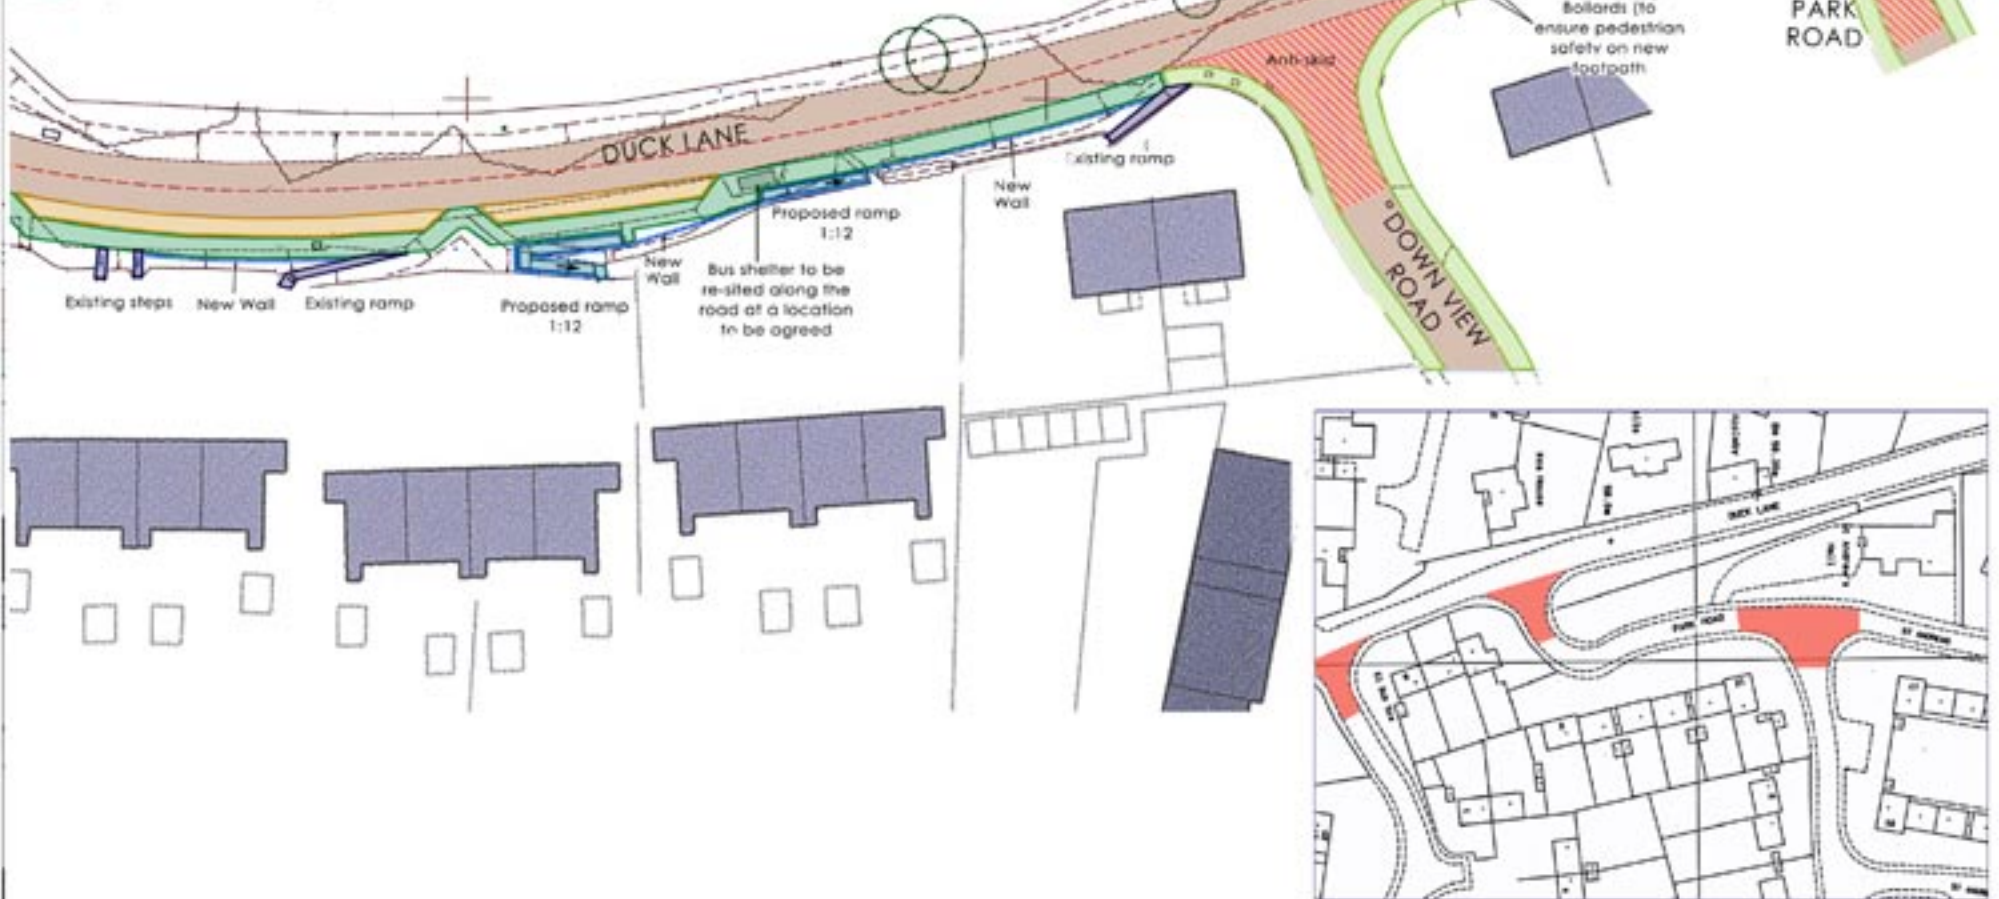 Bollards (to
ensure pedestrian
safety on new
footpath
PARK
ROAD
Anti-skid
DUCK LANE
Existing ramp
New
Wall
Proposed ramp
1:12
New
Wall
Bus shelter to be
re-sited along the
road at a location
to be agreed
Existing steps
New Wall
Existing ramp
Proposed ramp
1:12
DOWN VIEW
ROAD
DUCK LANE
PARK ROAD
ST ANDREWS